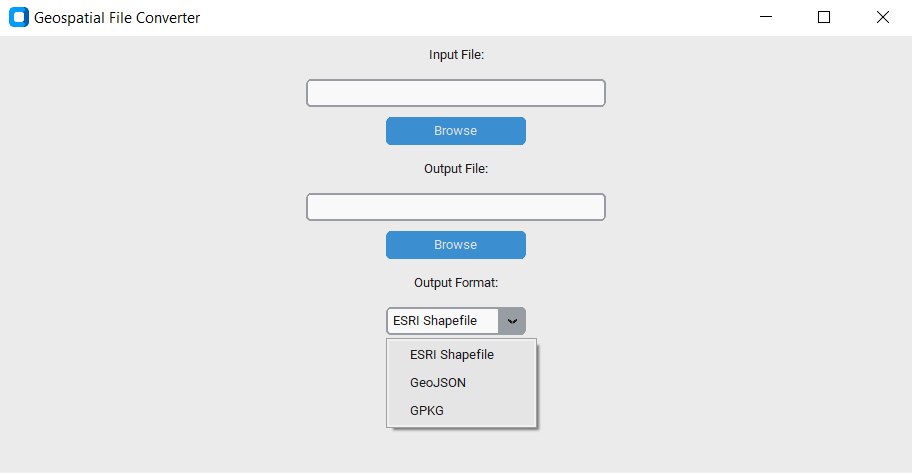 Geospatial File Converter
Input File:
Browse
Output File:
Browse
Output Format:
ESRI Shapefile
ESRI Shapefile
GeoJSON
GPKG